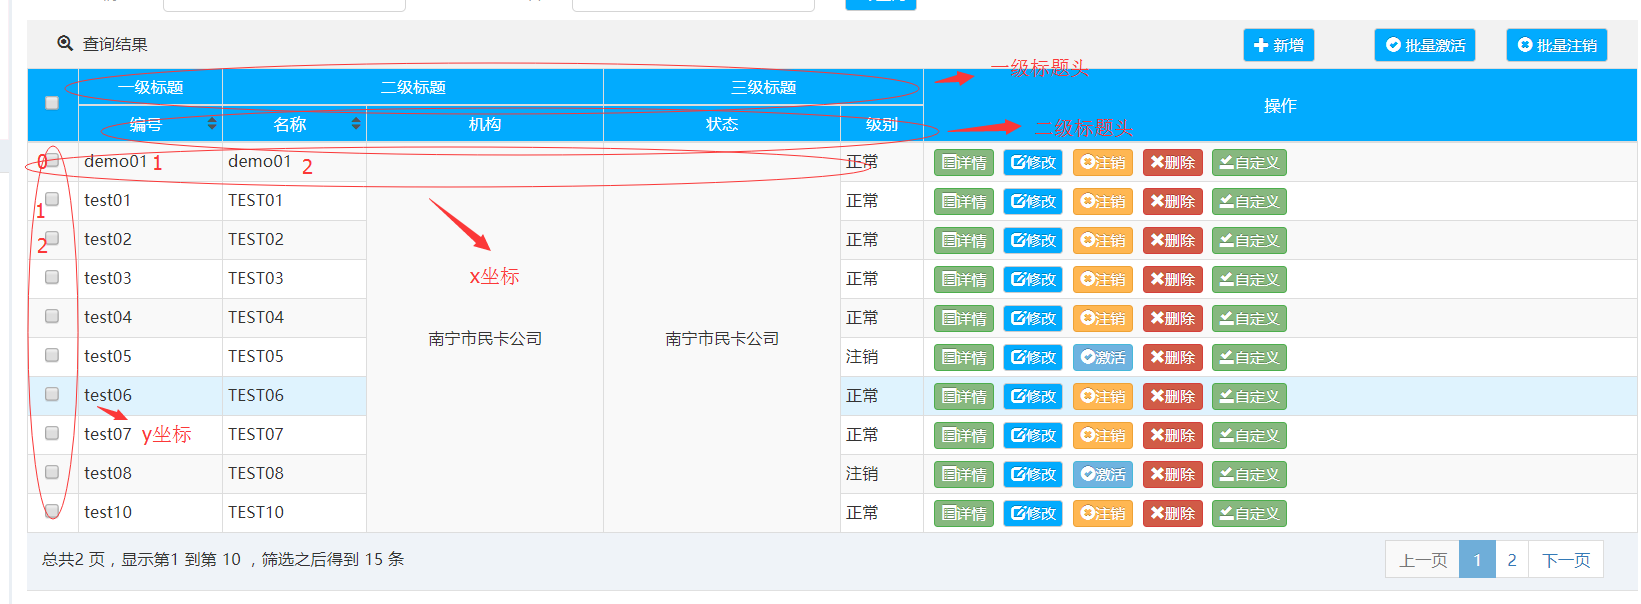 查询结果 新增 批量激活 批量注销
一级标题 二级标题 三级标题 操作 一级标题头
编号 名称 机构 状态 级别 二级标题头
0 demo01 1 demo01 2 正常 详情 修改 注销 删除 自定义
1 test01 TEST01 正常 详情 修改 注销 删除 自定义
2 test02 TEST02 正常 详情 修改 注销 删除 自定义
x坐标
test03 TEST03 正常 详情 修改 注销 删除 自定义
test04 TEST04 正常 详情 修改 注销 删除 自定义
南宁市民卡公司 南宁市民卡公司
test05 TEST05 注销 详情 修改 激活 删除 自定义
test06 TEST06 正常 详情 修改 注销 删除 自定义
test07 y坐标 TEST07 正常 详情 修改 注销 删除 自定义
test08 TEST08 注销 详情 修改 激活 删除 自定义
test10 TEST10 正常 详情 修改 注销 删除 自定义
总共2 页，显示第1 到第 10 ，筛选之后得到 15 条 上一页 1 2 下一页